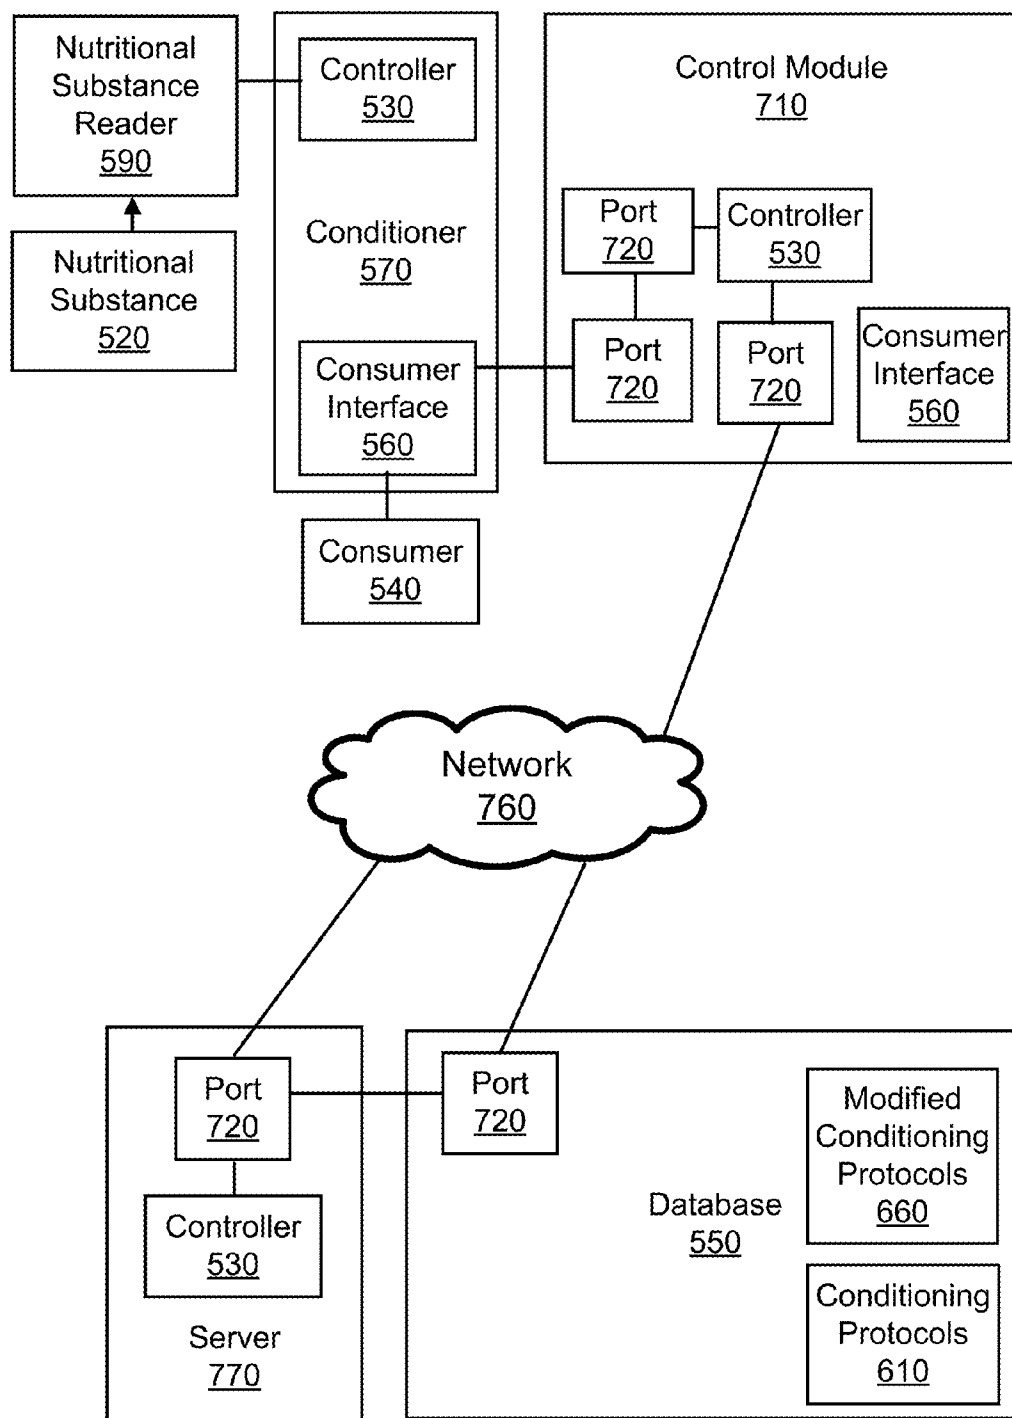 Nutritional
Substance
Reader
590
Nutritional
Substance
520
Controller
530
Conditioner
570
Consumer
Interface
560
Consumer
540
Control Module
710
Port
720
Controller
530
Port
720
Port
720
Consumer
Interface
560
Network
760
Port
720
Controller
530
Server
770
Port
720
Database
550
Modified
Conditioning
Protocols
660
Conditioning
Protocols
610